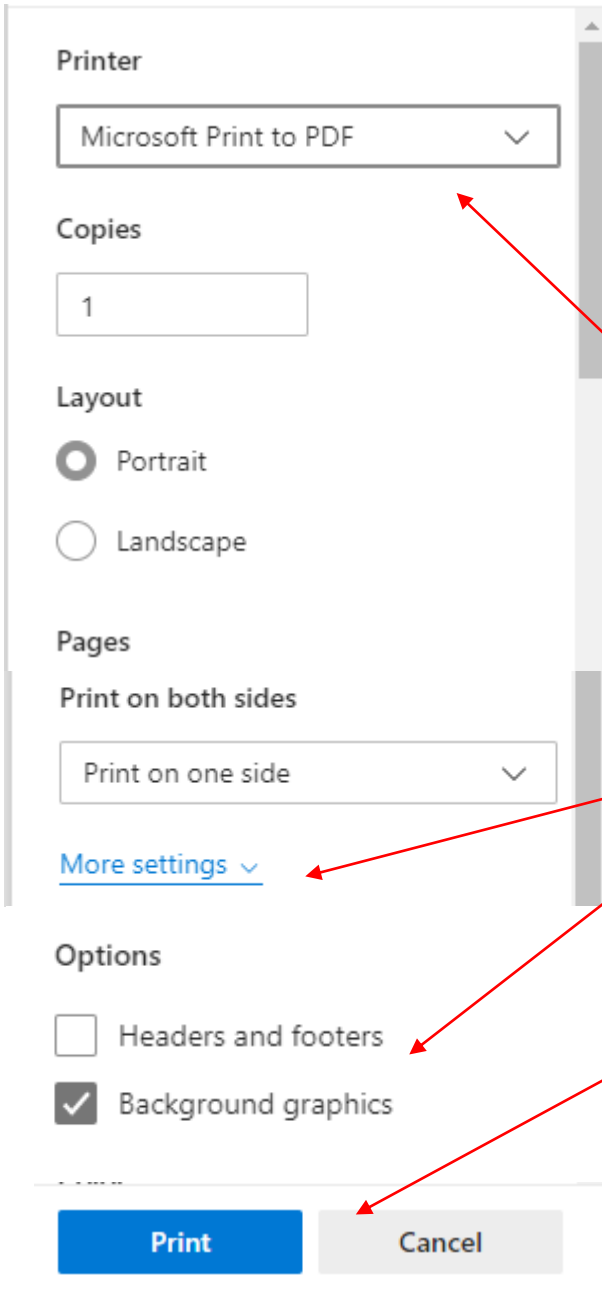 Printer
Microsoft Print to PDF
Copies
1
Layout
Portrait
Landscape
Pages
Print on both sides
Print on one side
More settings
Options
Headers and footers
Background graphics
Print Cancel